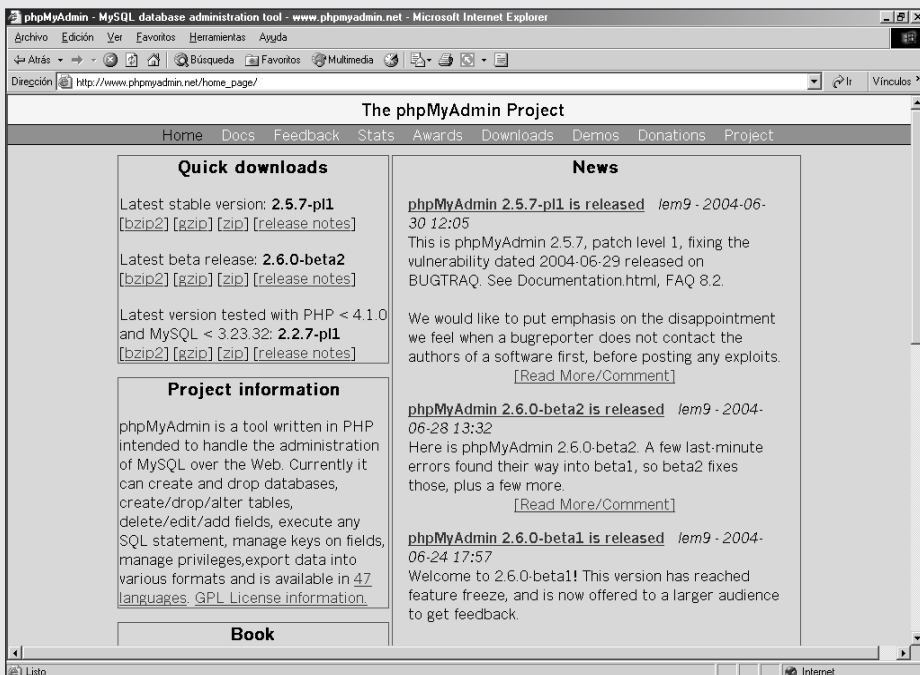 phpMyAdmin - MySQL database administration tool - www.phpmyadmin.net - Microsoft Internet Explorer
Archivo Edición Ver Favoritos Herramientas Ayuda
Atrás Búsqueda Favoritos Multimedia
Dirección http://www.phpmyadmin.net/home_page/ Ir Vínculos
The phpMyAdmin Project
Home Docs Feedback Stats Awards Downloads Demos Donations Project
Quick downloads
Latest stable version: 2.5.7-pl1
[bzip2] [gzip] [zip] [release notes]
Latest beta release: 2.6.0-beta2
[bzip2] [gzip] [zip] [release notes]
Latest version tested with PHP < 4.1.0
and MySQL < 3.23.32: 2.2.7-pl1
[bzip2] [gzip] [zip] [release notes]
Project information
phpMyAdmin is a tool written in PHP
intended to handle the administration
of MySQL over the Web. Currently it
can create and drop databases,
create/drop/alter tables,
delete/edit/add fields, execute any
SQL statement, manage keys on fields,
manage privileges,export data into
various formats and is available in 47
languages. GPL License information.
Book
News
phpMyAdmin 2.5.7-pl1 is released lem9 - 2004-06-
30 12:05
This is phpMyAdmin 2.5.7, patch level 1, fixing the
vulnerability dated 2004-06-29 released on
BUGTRAQ. See Documentation.html, FAQ 8.2.
We would like to put emphasis on the disappointment
we feel when a bugreporter does not contact the
authors of a software first, before posting any exploits.
[Read More/Comment]
phpMyAdmin 2.6.0-beta2 is released lem9 - 2004-
06-28 13:32
Here is phpMyAdmin 2.6.0-beta2. A few last-minute
errors found their way into beta1, so beta2 fixes
those, plus a few more.
[Read More/Comment]
phpMyAdmin 2.6.0-beta1 is released lem9 - 2004-
06-24 17:57
Welcome to 2.6.0-beta1! This version has reached
feature freeze, and is now offered to a larger audience
to get feedback.
Listo Internet